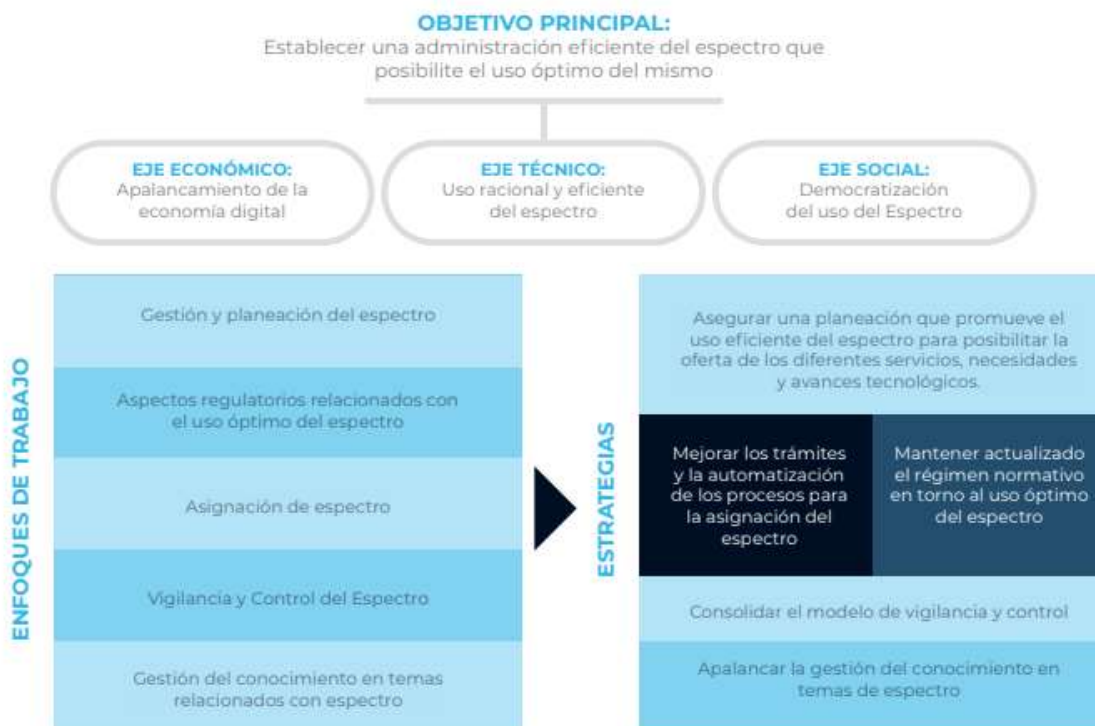 OBJETIVO PRINCIPAL:
Establecer una administración eficiente del espectro que
posibilite el uso óptimo del mismo
EJE ECONÓMICO:
Apalancamiento de la
economía digital
EJE TÉCNICO:
Uso racional y eficiente
del espectro
EJE SOCIAL:
Democratización
del uso del Espectro
ENFOQUES DE TRABAJO
Gestión y planeación del espectro
Aspectos regulatorios relacionados con
el uso óptimo del espectro
Asignación de espectro
Vigilancia y Control del Espectro
Gestión del conocimiento en temas
relacionados con espectro
ESTRATEGIAS
Asegurar una planeación que promueve el
uso eficiente del espectro para posibilitar la
oferta de los diferentes servicios, necesidades
y avances tecnológicos.
Mejorar los trámites
y la automatización
de los procesos para
la asignación del
espectro
Mantener actualizado
el régimen normativo
en torno al uso óptimo
del espectro
Consolidar el modelo de vigilancia y control
Apalancar la gestión del conocimiento en
temas de espectro